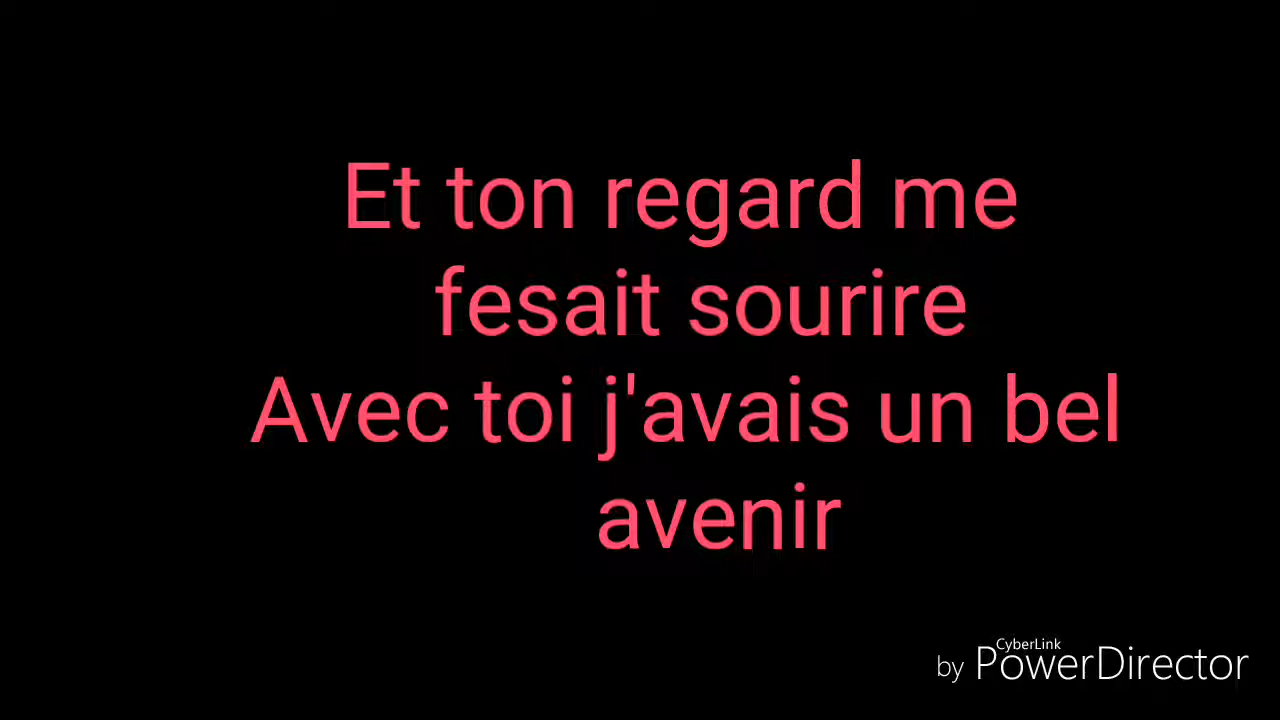 Et ton regard me
fesait sourire
Avec toi j'avais un bel
avenir
CyberLink
by PowerDirector